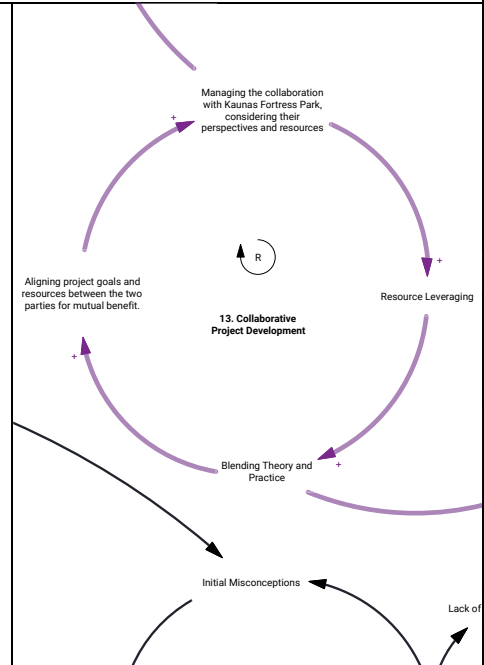 Managing the collaboration
with Kaunas Fortress Park,
considering their
perspectives and resources
+
+
R
Aligning project goals and
resources between the two
parties for mutual benefit.
Resource Leveraging
13. Collaborative
Project Development
+
+
Blending Theory and
Practice
Initial Misconceptions
Lack of